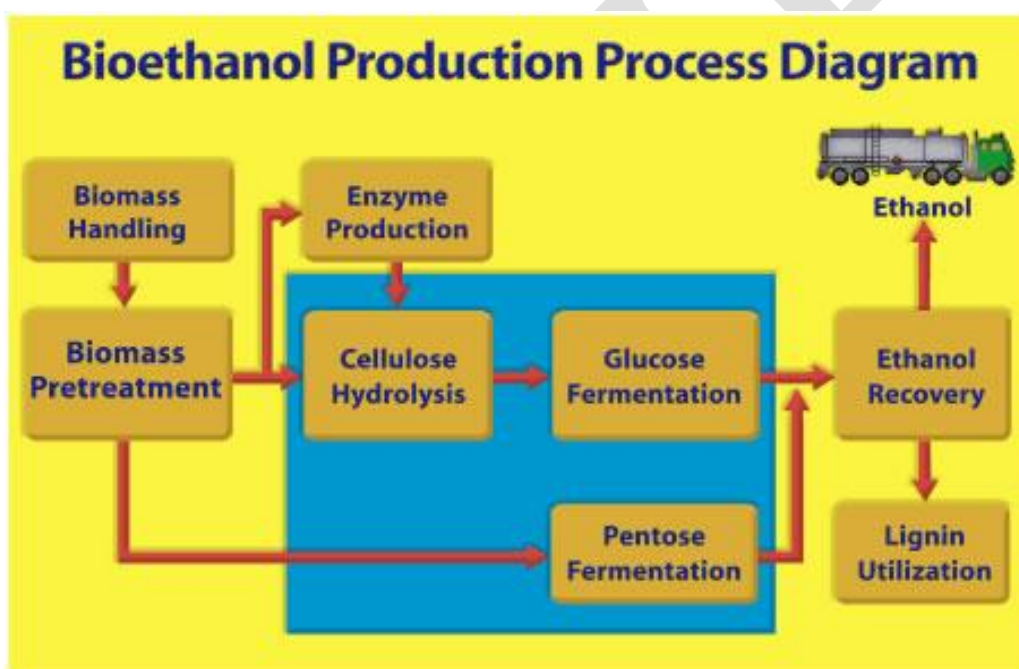 Bioethanol Production Process Diagram
Biomass
Handling
Enzyme
Production
Ethanol
Biomass
Pretreatment
Cellulose
Hydrolysis
Glucose
Fermentation
Ethanol
Recovery
Pentose
Fermentation
Lignin
Utilization